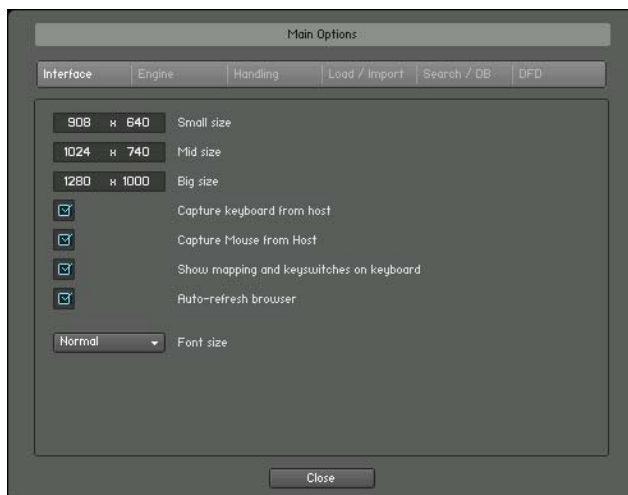 Main Options
Interface Engine Handling Load / Import Search / DB DFD
908 x 640 Small size
1024 x 740 Mid size
1280 x 1000 Big size
Capture keyboard from host
Capture Mouse from Host
Show mapping and keyswitches on keyboard
Auto-refresh browser
Normal Font size
Close